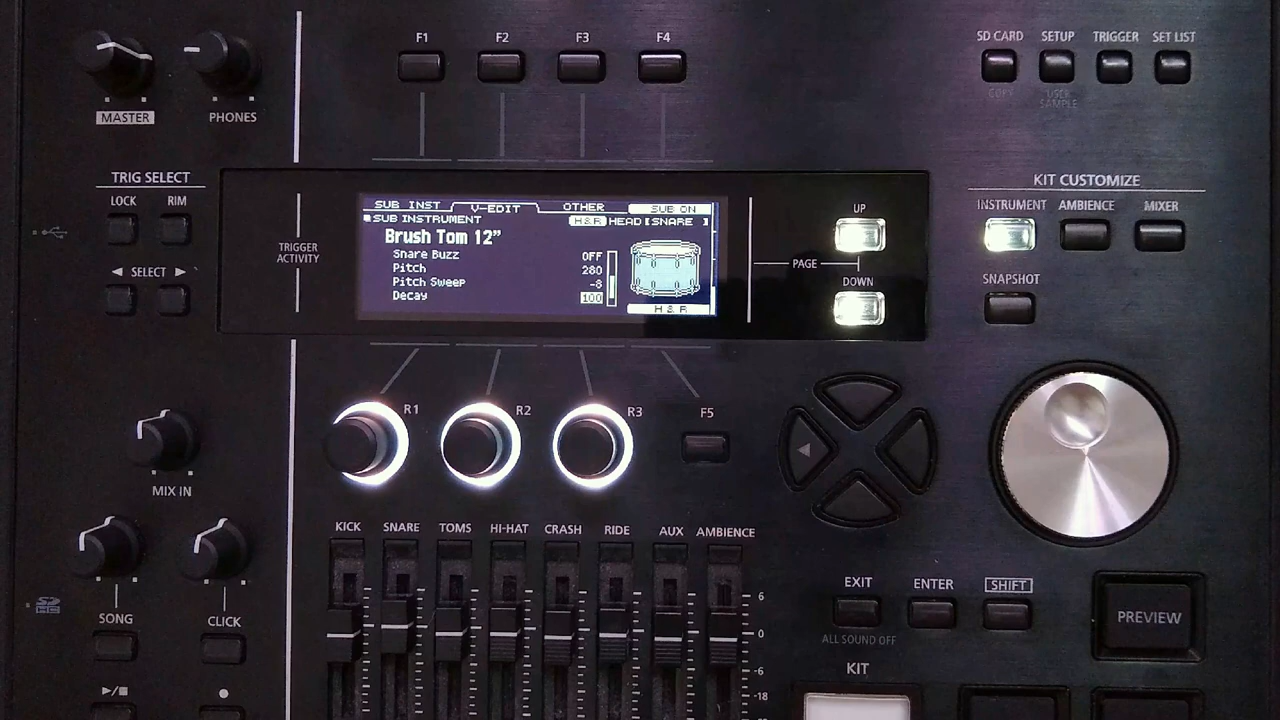 F1 F2 F3 F4
SD CARD SETUP TRIGGER SET LIST
COPY USER SAMPLE
MASTER PHONES
TRIG SELECT
LOCK RIM
SELECT
TRIGGER ACTIVITY
SUB INST V-EDIT OTHER SUB ON
SUB INSTRUMENT H&R HEAD [SNARE ]
Brush Tom 12”
Snare Buzz OFF
Pitch 280
Pitch Sweep -8
Decay 100
H & R
UP
PAGE
DOWN
KIT CUSTOMIZE
INSTRUMENT AMBIENCE MIXER
SNAPSHOT
R1 R2 R3 F5
MIX IN
KICK SNARE TOMS HI-HAT CRASH RIDE AUX AMBIENCE
6
0
-6
-18
SONG CLICK
EXIT ENTER SHIFT
ALL SOUND OFF
PREVIEW
KIT